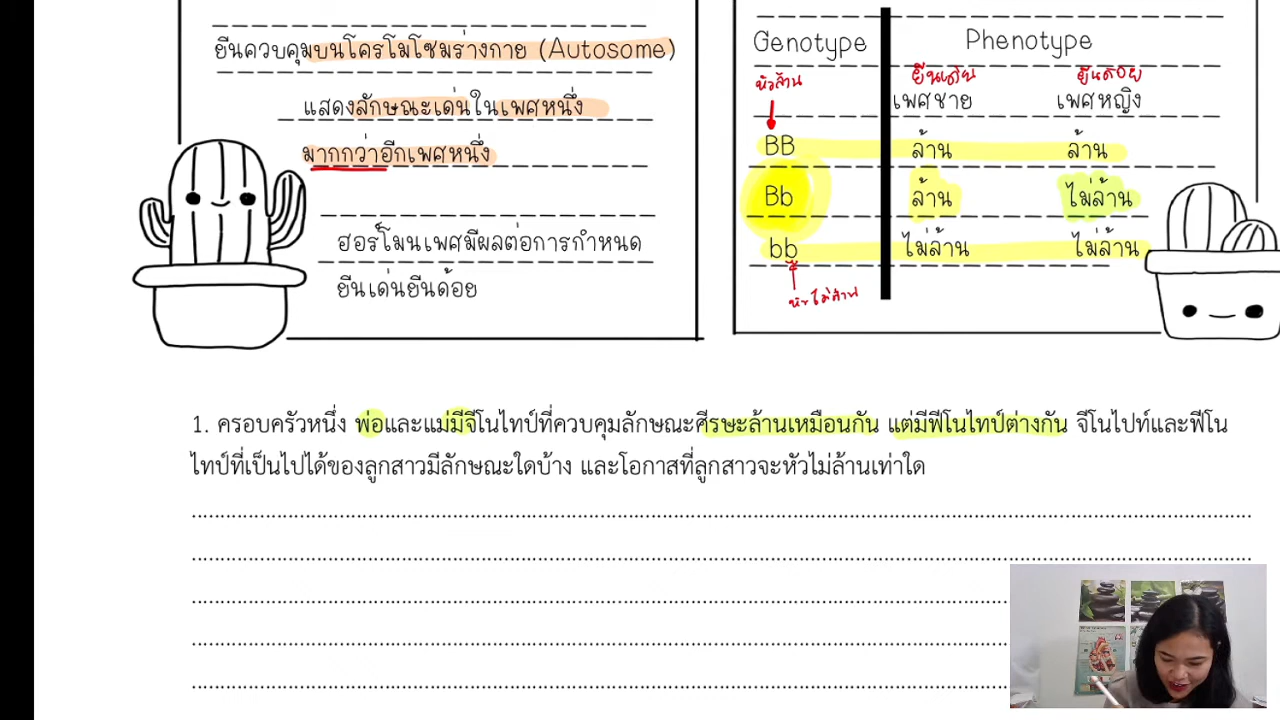 ยีนควบคุมบนโครโมโซมร่างกาย (Autosome)
แสดงลักษณะเด่นในเพศหนึ่ง
มากกว่าอีกเพศหนึ่ง
ฮอร์โมนเพศมีผลต่อการกำหนด
ยีนเด่นยีนด้อย
Genotype Phenotype
หัวล้าน ยีนเด่น ยีนด้อย
เพศชาย เพศหญิง
BB ล้าน ล้าน
Bb ล้าน ไม่ล้าน
bb ไม่ล้าน ไม่ล้าน
หัวไม่ล้าน
1. ครอบครัวหนึ่ง พ่อและแม่มีจีโนไทป์ที่ควบคุมลักษณะศีรษะล้านเหมือนกัน แต่มีฟีโนไทป์ต่างกัน จีโนไปท์และฟีโน
ไทป์ที่เป็นไปได้ของลูกสาวมีลักษณะใดบ้าง และโอกาสที่ลูกสาวจะหัวไม่ล้านเท่าใด